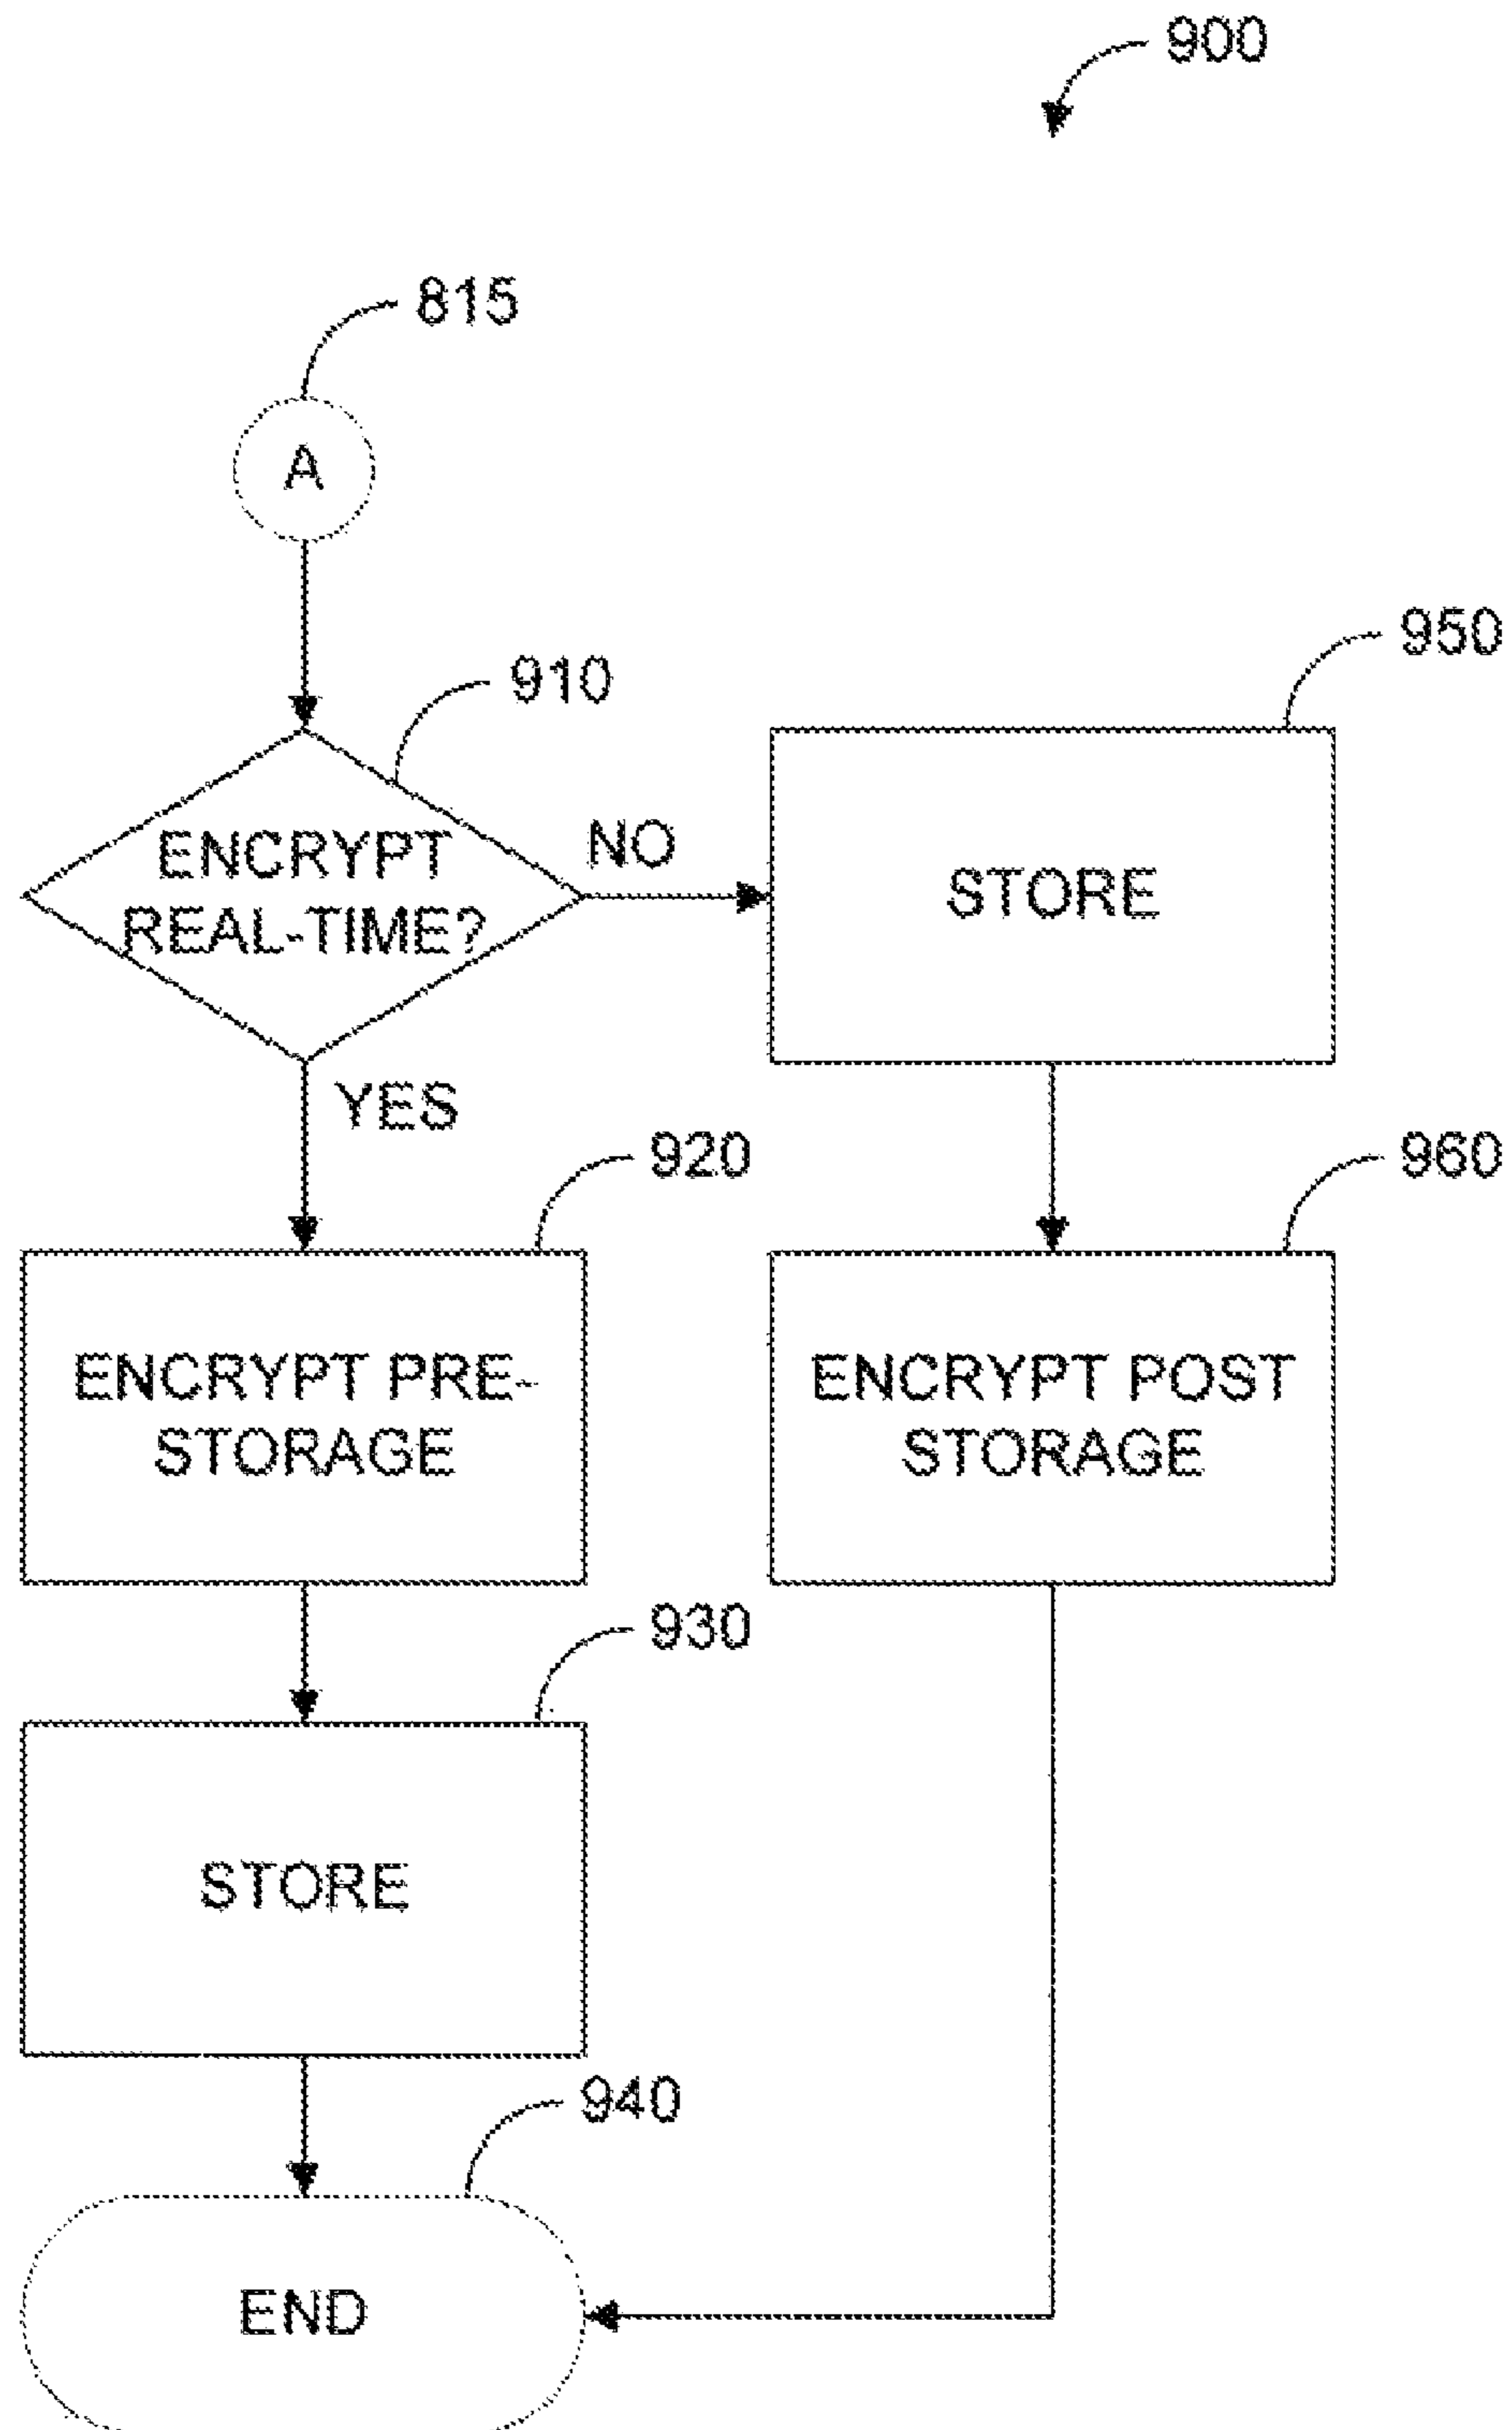 900
815
A
910
950
ENCRYPT
REAL-TIME?
NO
STORE
YES
920
960
ENCRYPT PRE-
STORAGE
ENCRYPT POST
STORAGE
930
STORE
940
END